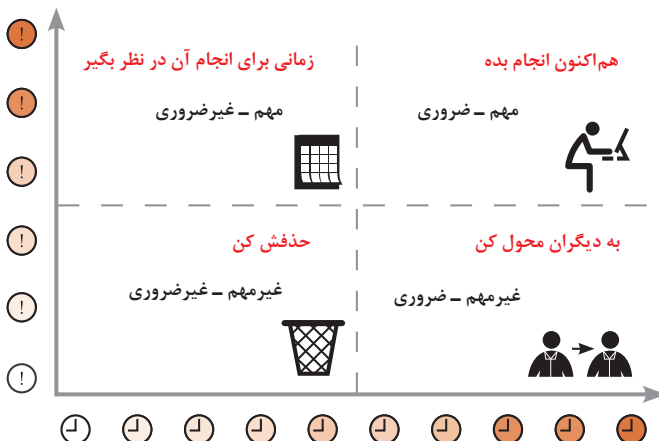 هم‌اکنون انجام بده
مهم ـ ضروری
زمانی برای انجام آن در نظر بگیر
مهم ـ غیرضروری
به دیگران محول کن
غیرمهم ـ ضروری
حذفش کن
غیرمهم ـ غیرضروری
!
!
!
!
!
!